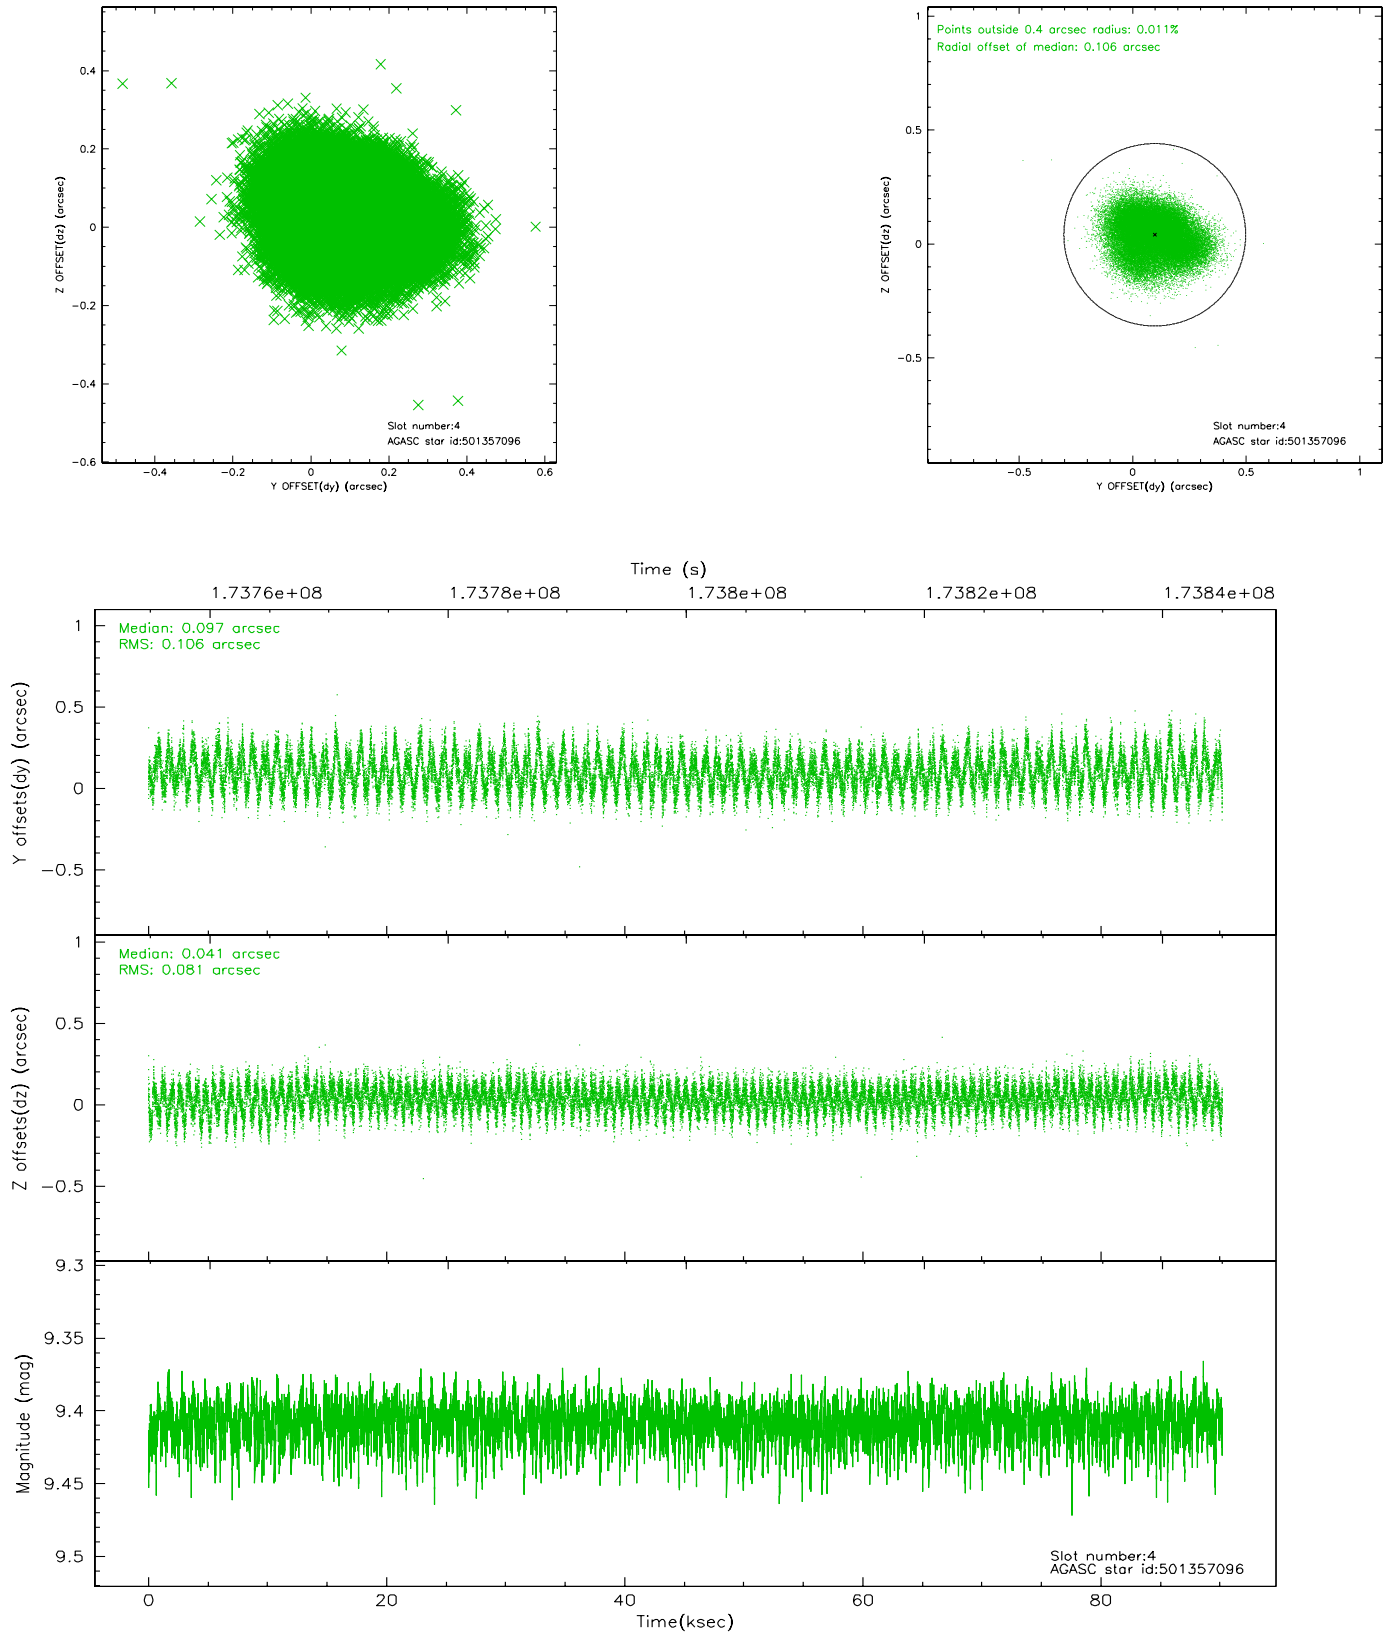 0.4
0.2
0
−0.2
−0.4
−0.6
Z OFFSET(dz) (arcsec)
Slot number:4
AGASC star id:501357096
−0.4 −0.2 0 0.2 0.4 0.6
Y OFFSET(dy) (arcsec)
Points outside 0.4 arcsec radius: 0.011%
Radial offset of median: 0.106 arcsec
1
0.5
0
−0.5
Z OFFSET(dz) (arcsec)
Slot number:4
AGASC star id:501357096
−0.5 0 0.5 1
Y OFFSET(dy) (arcsec)
Time (s)
1.7376e+08 1.7378e+08 1.738e+08 1.7382e+08 1.7384e+08
Median: 0.097 arcsec
RMS: 0.106 arcsec
1
0.5
0
−0.5
Y offsets(dy) (arcsec)
Median: 0.041 arcsec
RMS: 0.081 arcsec
1
0.5
0
−0.5
Z offsets(dz) (arcsec)
9.3
9.35
9.4
9.45
9.5
Magnitude (mag)
Slot number:4
AGASC star id:501357096
0 20 40 60 80
Time(ksec)